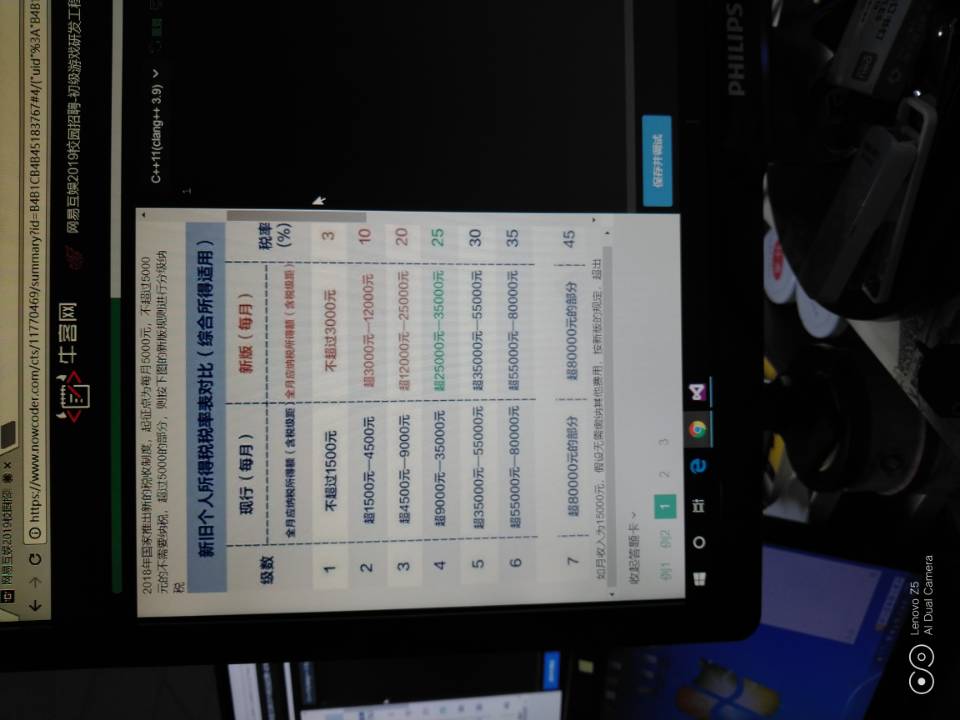 网易互娱2019校园招
https://www.nowcoder.com/cts/11770469/summary?id=B4B1CB4B45183767#4/{"uid"%3A"B4B1
牛客网
网易互娱2019校园招聘-初级游戏研发工程
2018年国家推出新的税收制度，起征点为每月5000元，不超过5000
元的不需要纳税，超过5000的部分，则按下图的新版规则进行分级纳
税
C++11(clang++ 3.9)
重置
1
新旧个人所得税税率表对比（综合所得适用）
级数 现行（每月） 新版（每月） 税率
(%)
全月应纳税所得额（含税级距） 全月应纳税所得额（含税级距）
1 不超过1500元 不超过3000元 3
2 超1500元—4500元 超3000元—12000元 10
3 超4500元—9000元 超12000元—25000元 20
4 超9000元—35000元 超25000元—35000元 25
5 超35000元—55000元 超35000元—55000元 30
6 超55000元—80000元 超55000元—80000元 35
7 超80000元的部分 超80000元的部分 45
如月收入为15000元，假设无需缴纳其他费用，按新版的规定，超出
收起答题卡
例1 例2 1 2 3
保存并调试
PHILIPS
Lenovo Z5
AI Dual Camera